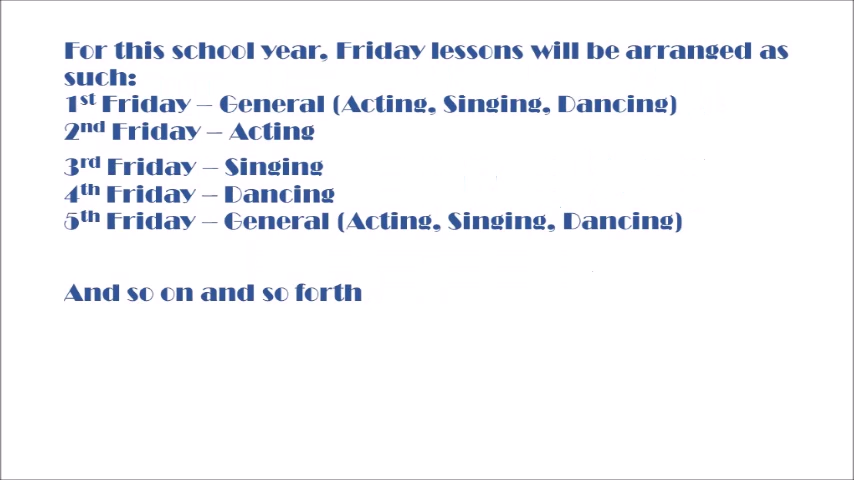 For this school year, Friday lessons will be arranged as
such:
1st Friday – General (Acting, Singing, Dancing)
2nd Friday – Acting
3rd Friday – Singing
4th Friday – Dancing
5th Friday – General (Acting, Singing, Dancing)
And so on and so forth